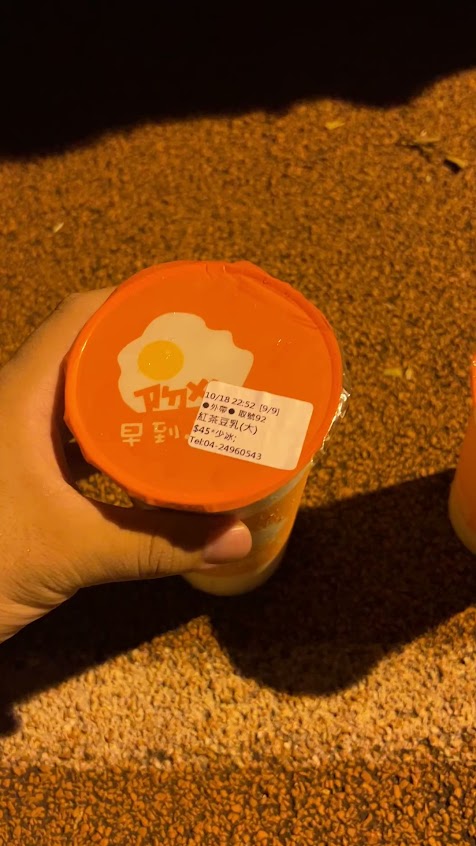 早到
10/18 22:52 [9/9]
●外帶● 取號92
紅茶豆乳(大)
$45*少冰;
Tel:04-24960543